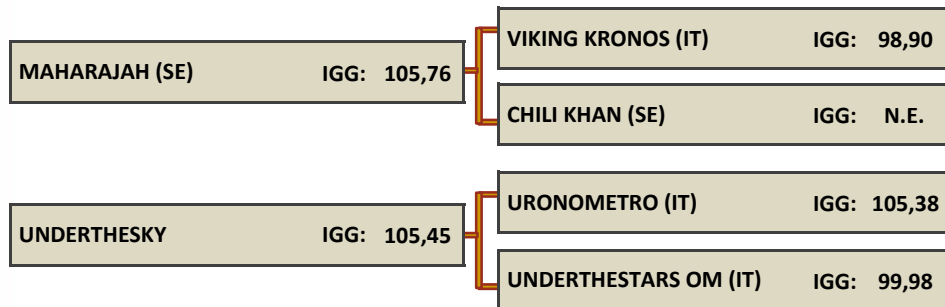 VIKING KRONOS (IT) IGG: 98,90
MAHARAJAH (SE) IGG: 105,76
CHILI KHAN (SE) IGG: N.E.
URONOMETRO (IT) IGG: 105,38
UNDERTHESKY IGG: 105,45
UNDERTHESTARS OM (IT) IGG: 99,98